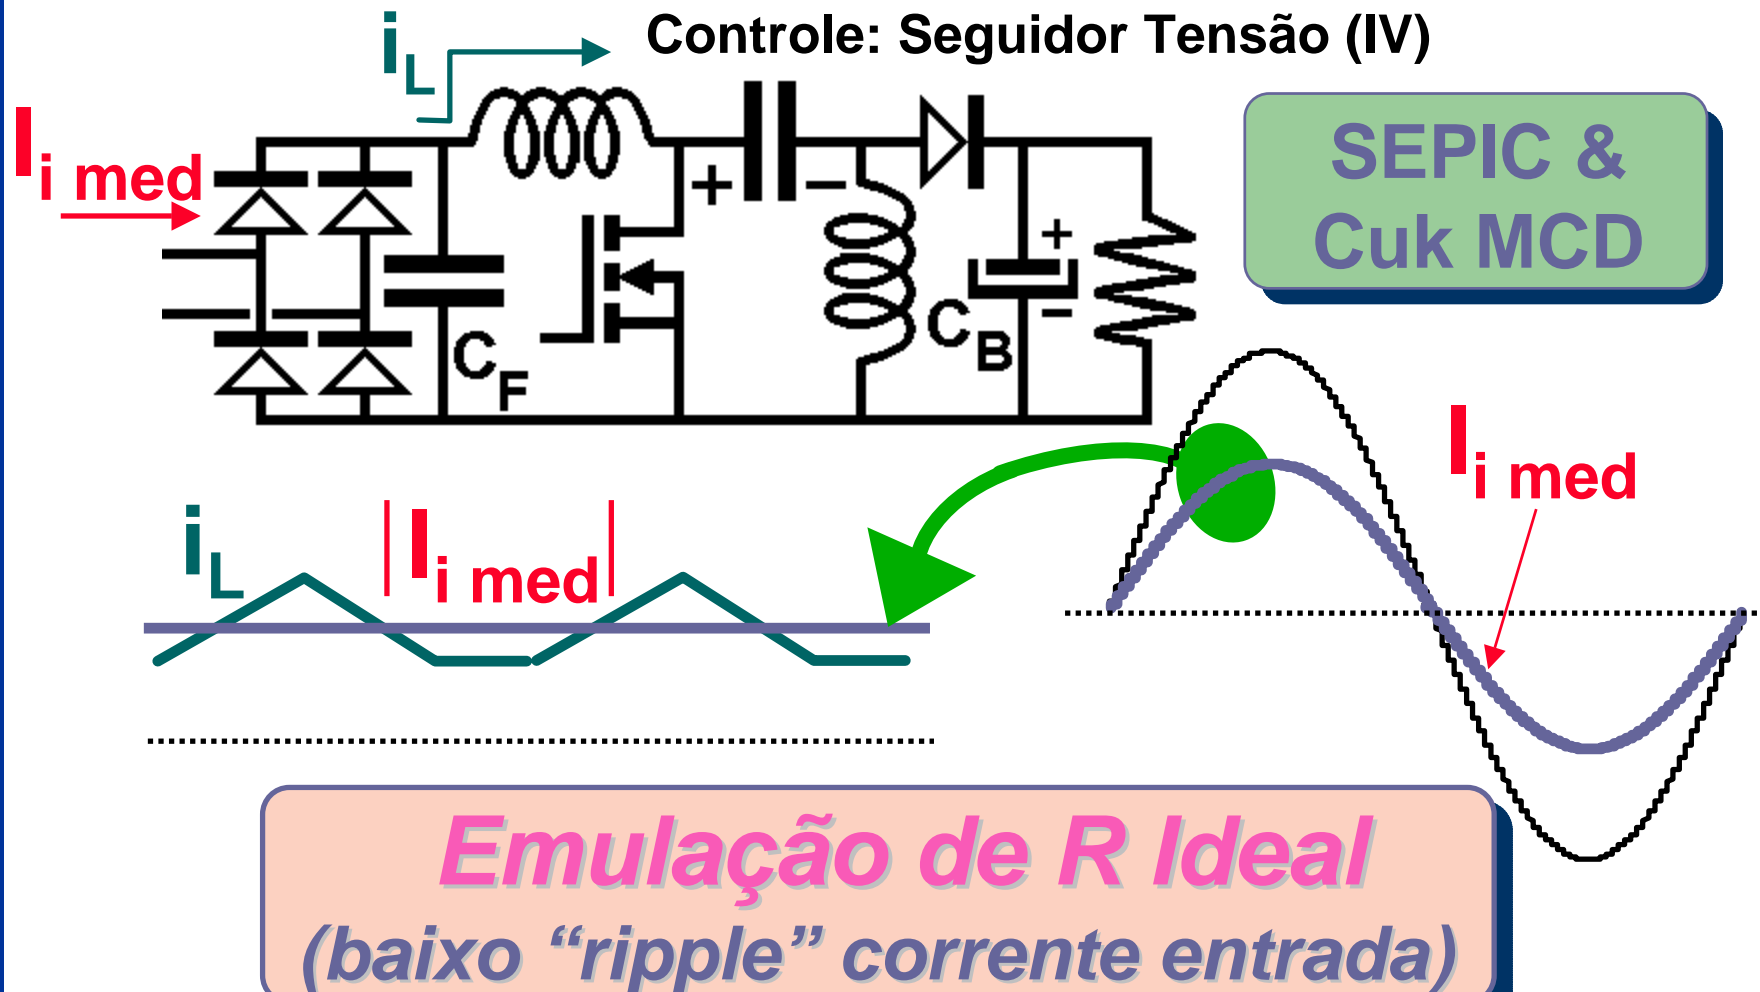 Controle: Seguidor Tensão (IV)
iL
Ii med
SEPIC &
Cuk MCD
+ −
+
−
CF
CB
Ii med
iL
|Ii med|
Emulação de R Ideal
(baixo “ripple” corrente entrada)